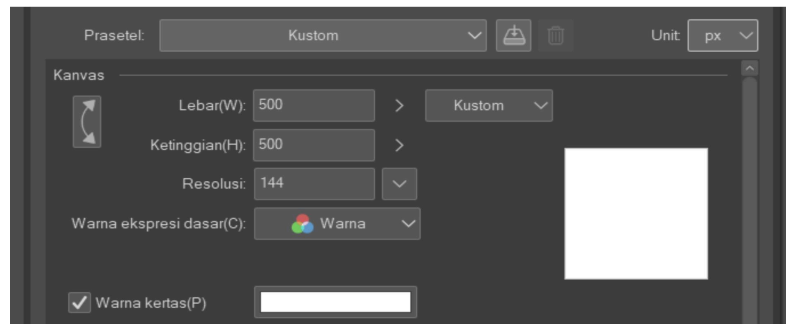 Prasetel: Kustom Unit: px
Kanvas
Lebar(W): 500 Kustom
Ketinggian(H): 500
Resolusi: 144
Warna ekspresi dasar(C): Warna
Warna kertas(P)